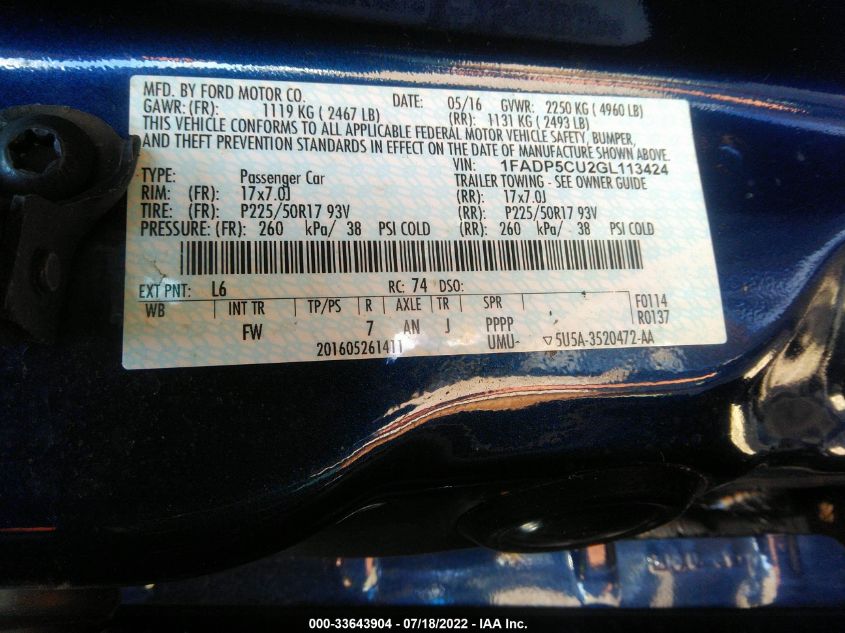 MFD. BY FORD MOTOR CO. DATE: 05/16 GVWR: 2250 KG ( 4960 LB)
GAWR: (FR): 1119 KG ( 2467 LB) (RR): 1131 KG ( 2493 LB)
THIS VEHICLE CONFORMS TO ALL APPLICABLE FEDERAL MOTOR VEHICLE SAFETY, BUMPER,
AND THEFT PREVENTION STANDARDS IN EFFECT ON THE DATE OF MANUFACTURE SHOWN ABOVE.
VIN: 1FADP5CU2GL113424
TYPE: Passenger Car TRAILER TOWING - SEE OWNER GUIDE
RIM: (FR) 17x7.0J (RR): 17x7.0J
TIRE: (FR) P225/50R17 93V (RR): P225/50R17 93V
PRESSURE: (FR): 260 kPa/ 38 PSI COLD (RR): 260 kPa/ 38 PSI COLD
EXT PNT: L6 RC: 74 DSO:
WB INT TR TP/PS R AXLE TR SPR F0114
FW 7 AN J PPPP R0137
201605261411 UMU- ▽5U5A-3520472-AA
000-33643904 - 07/18/2022 - IAA Inc.